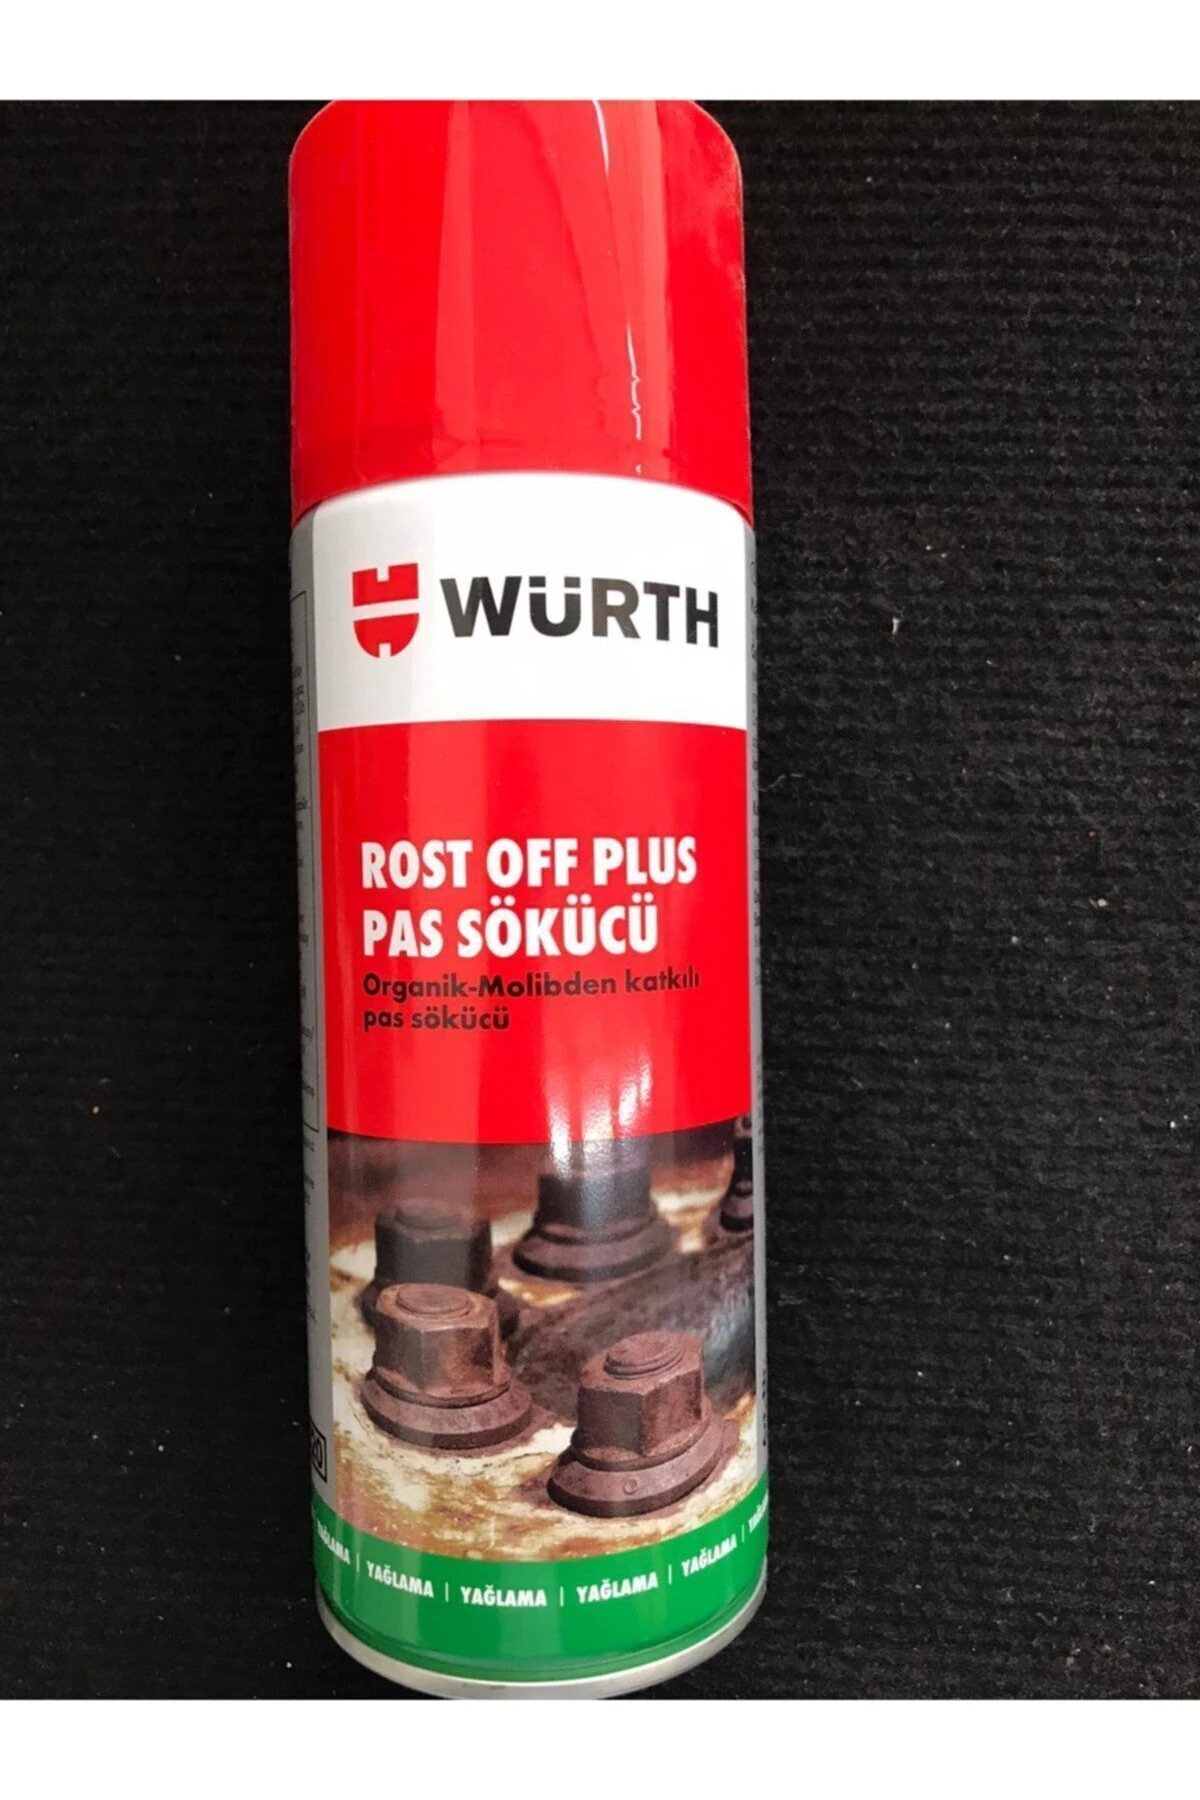 WÜRTH
ROST OFF PLUS
PAS SÖKÜCÜ
Organik-Molibden katkılı
pas sökücü
YAĞLAMA | YAĞLAMA | YAĞLAMA | YAĞLAMA | YAĞLAMA |